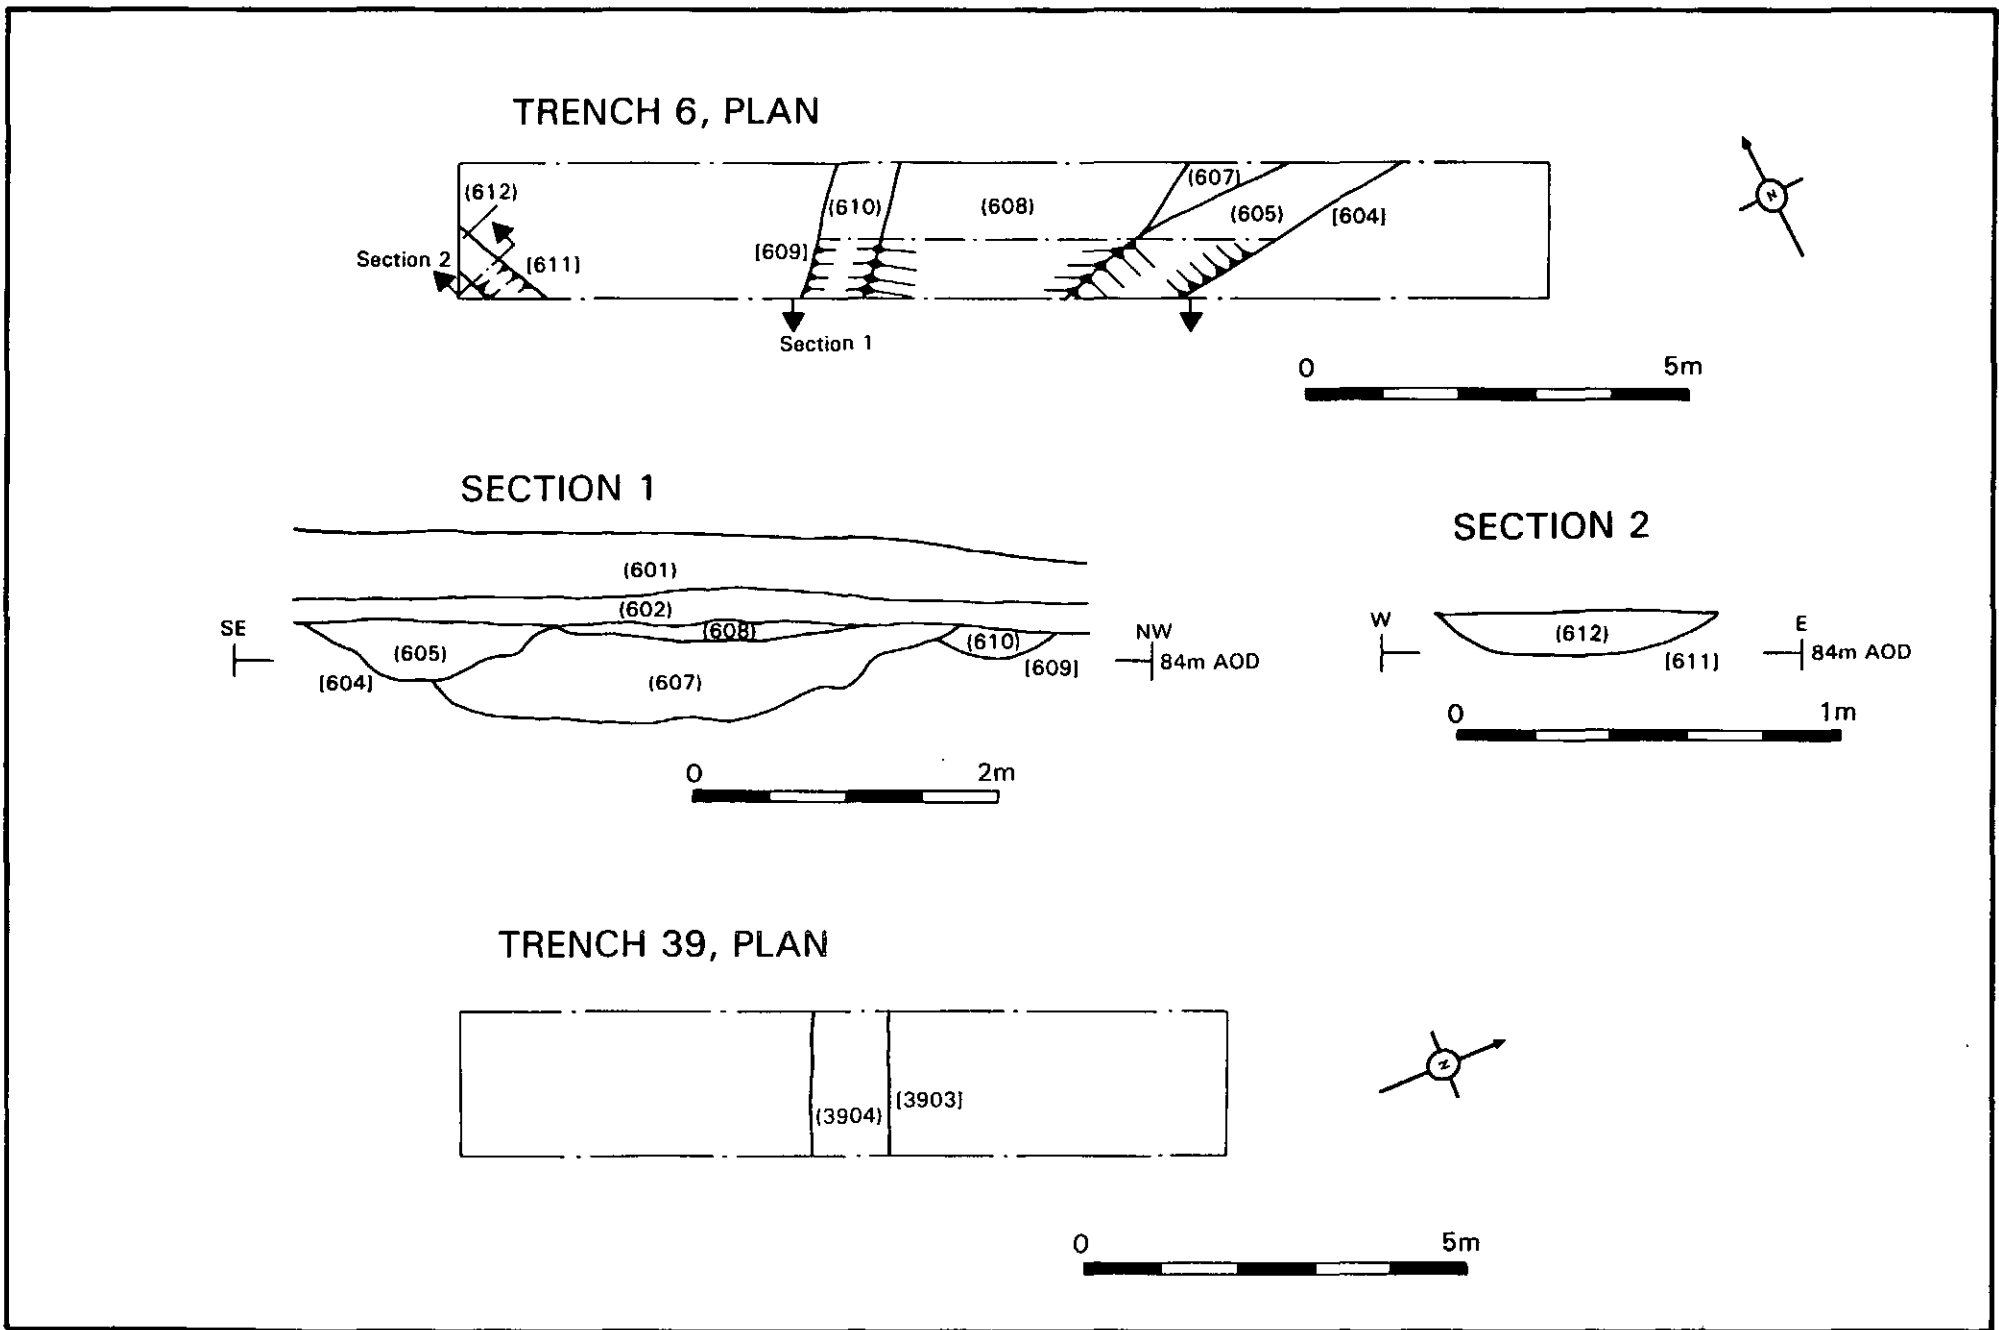 TRENCH 6, PLAN
(612)
(610)
(608)
(607)
(605)
[604]
[609]
Section 2
[611]
Section 1
N
0 5m
SECTION 1
(601)
(602)
(608)
SE
(605)
(610)
NW
[604]
(607)
[609]
84m AOD
0 2m
SECTION 2
W
(612)
E
[611]
84m AOD
0 1m
TRENCH 39, PLAN
(3904)
[3903]
N
0 5m